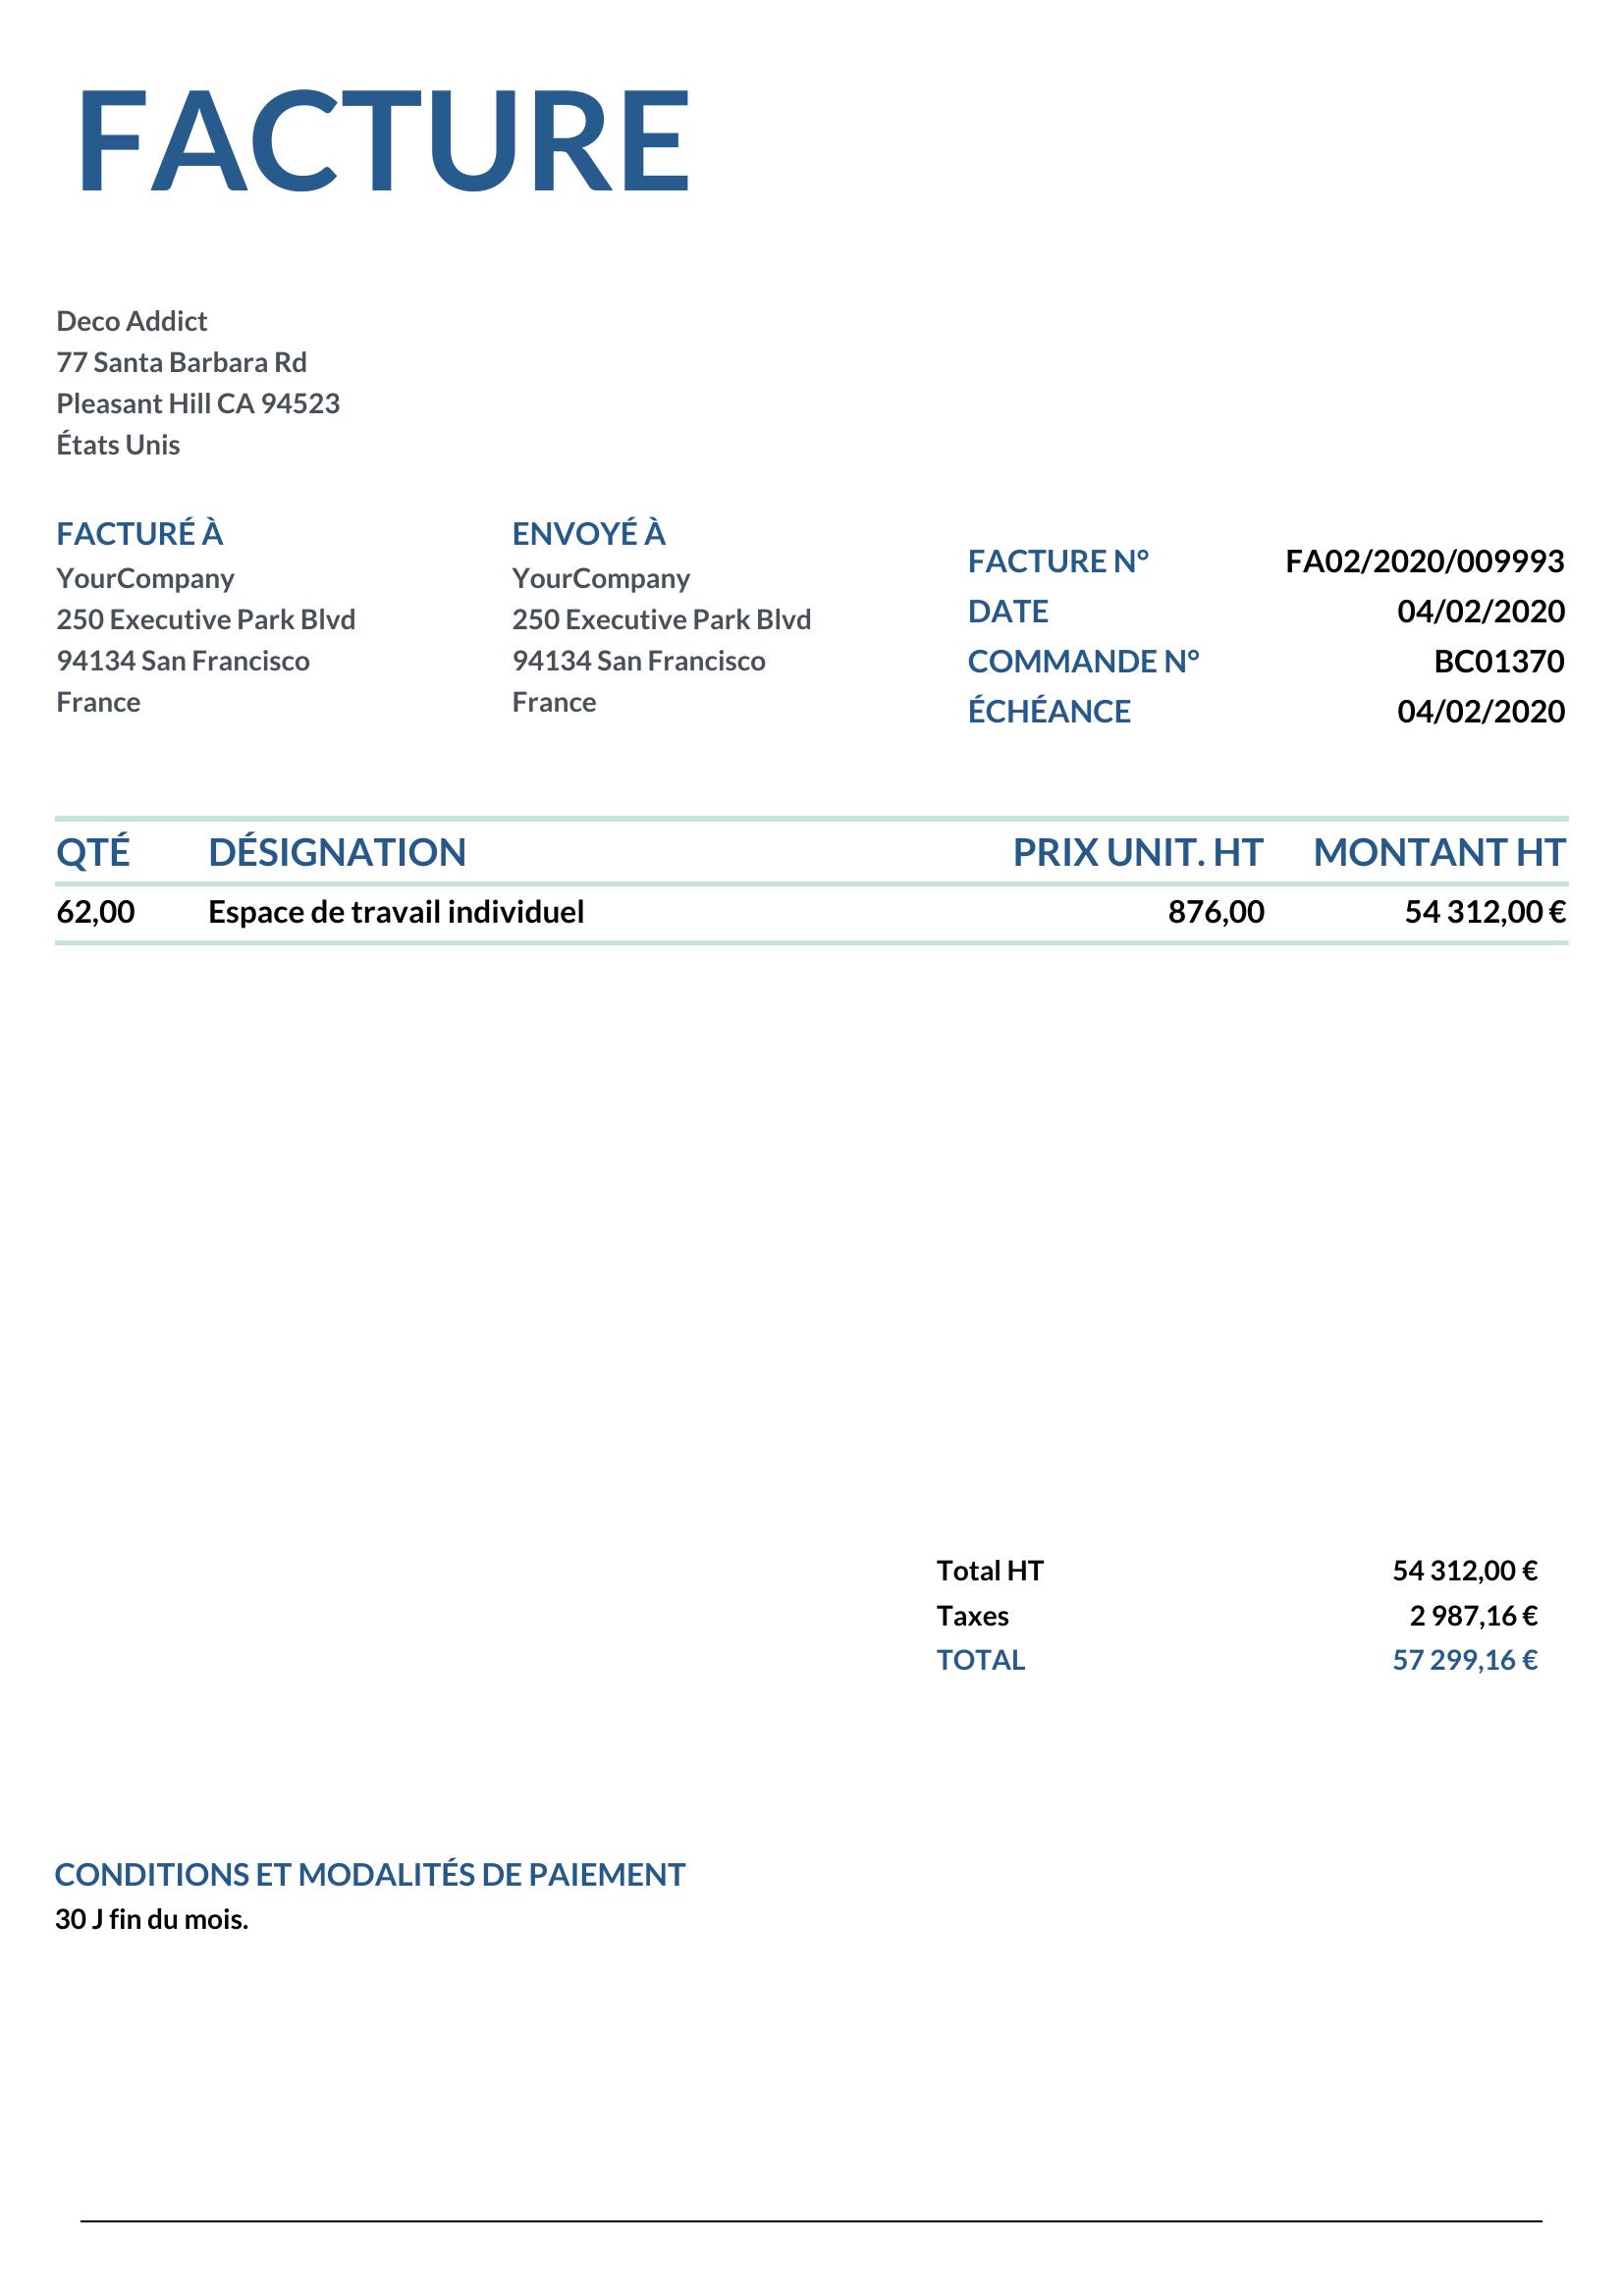 FACTURE
Deco Addict
77 Santa Barbara Rd
Pleasant Hill CA 94523
États Unis
FACTURÉ À
YourCompany
250 Executive Park Blvd
94134 San Francisco
France
ENVOYÉ À
YourCompany
250 Executive Park Blvd
94134 San Francisco
France
FACTURE N° FA02/2020/009993
DATE 04/02/2020
COMMANDE N° BC01370
ÉCHÉANCE 04/02/2020
QTÉ DÉSIGNATION PRIX UNIT. HT MONTANT HT
62,00 Espace de travail individuel 876,00 54 312,00 €
Total HT 54 312,00 €
Taxes 2 987,16 €
TOTAL 57 299,16 €
CONDITIONS ET MODALITÉS DE PAIEMENT
30 J fin du mois.